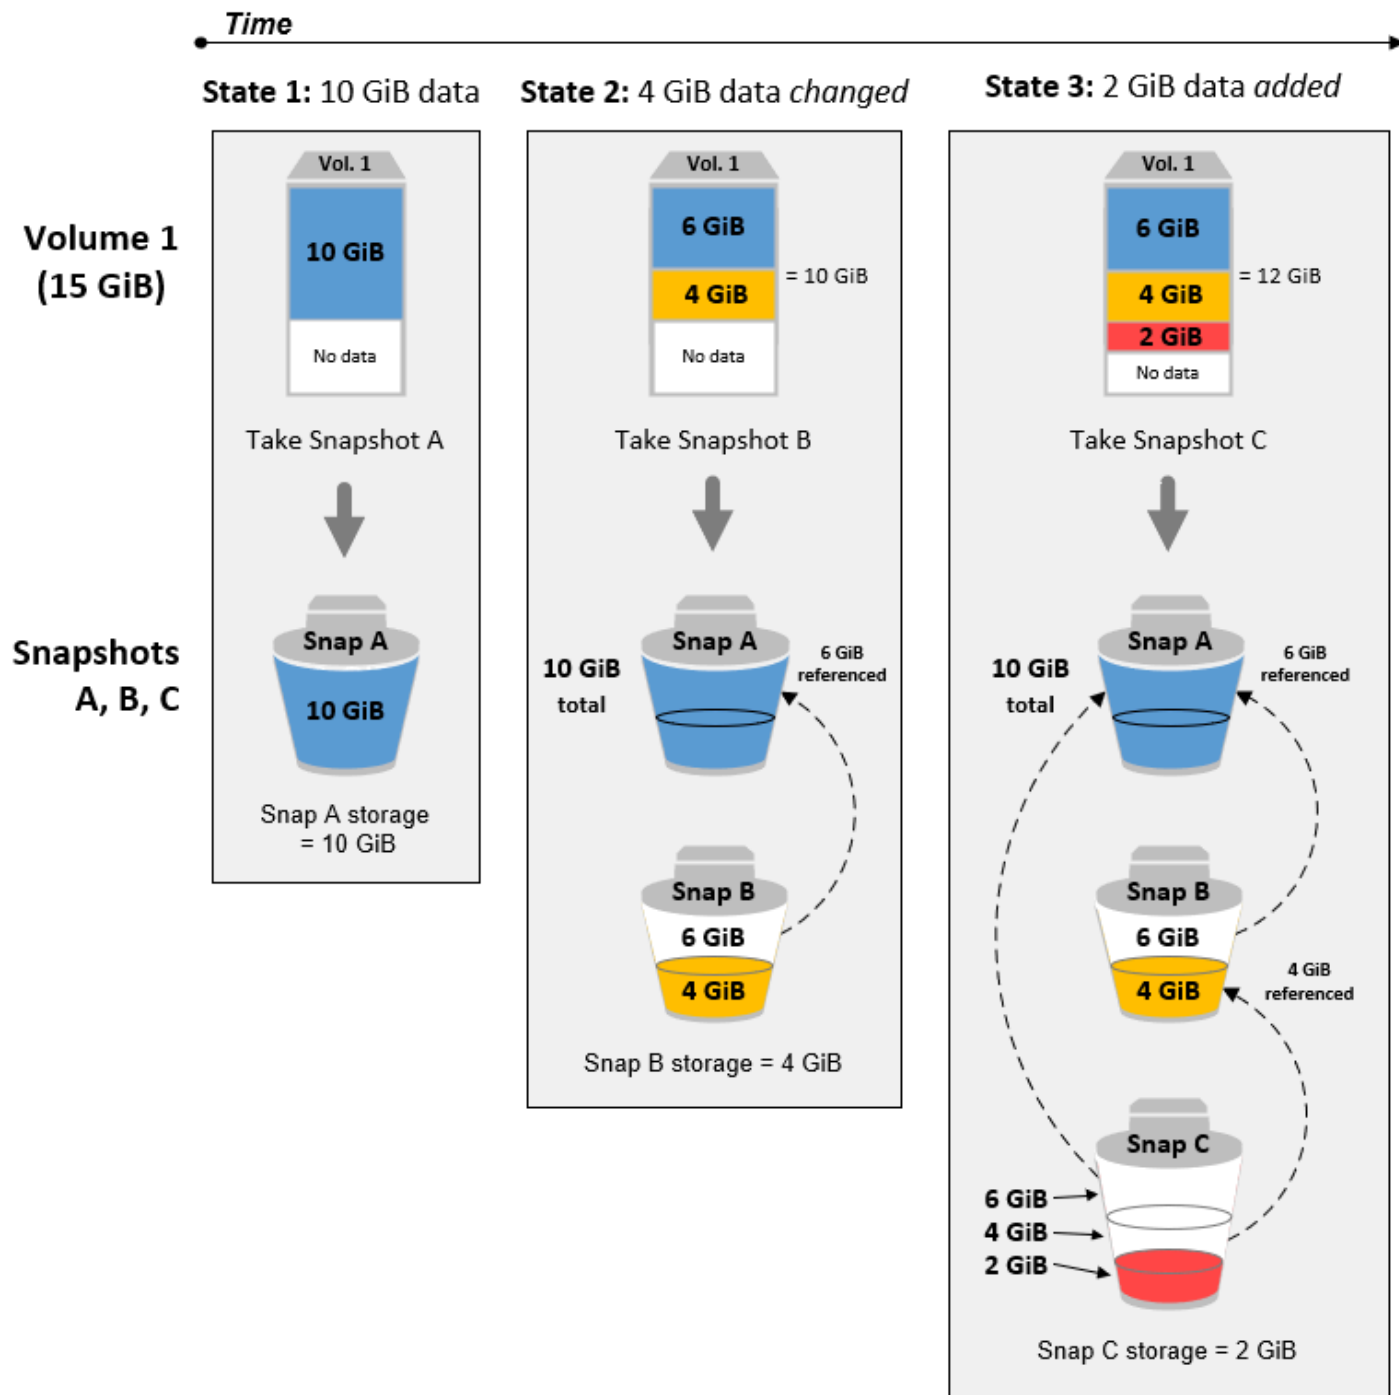 Time
State 1: 10 GiB data
State 2: 4 GiB data changed
State 3: 2 GiB data added
Volume 1
(15 GiB)
Vol. 1
10 GiB
No data
Take Snapshot A
Vol. 1
6 GiB
4 GiB
= 10 GiB
No data
Take Snapshot B
Vol. 1
6 GiB
4 GiB
2 GiB
= 12 GiB
No data
Take Snapshot C
Snapshots
A, B, C
Snap A
10 GiB
Snap A storage
= 10 GiB
Snap A
10 GiB
total
6 GiB
referenced
Snap B
6 GiB
4 GiB
Snap B storage = 4 GiB
Snap A
10 GiB
total
6 GiB
referenced
Snap B
6 GiB
4 GiB
4 GiB
referenced
Snap C
6 GiB
4 GiB
2 GiB
Snap C storage = 2 GiB